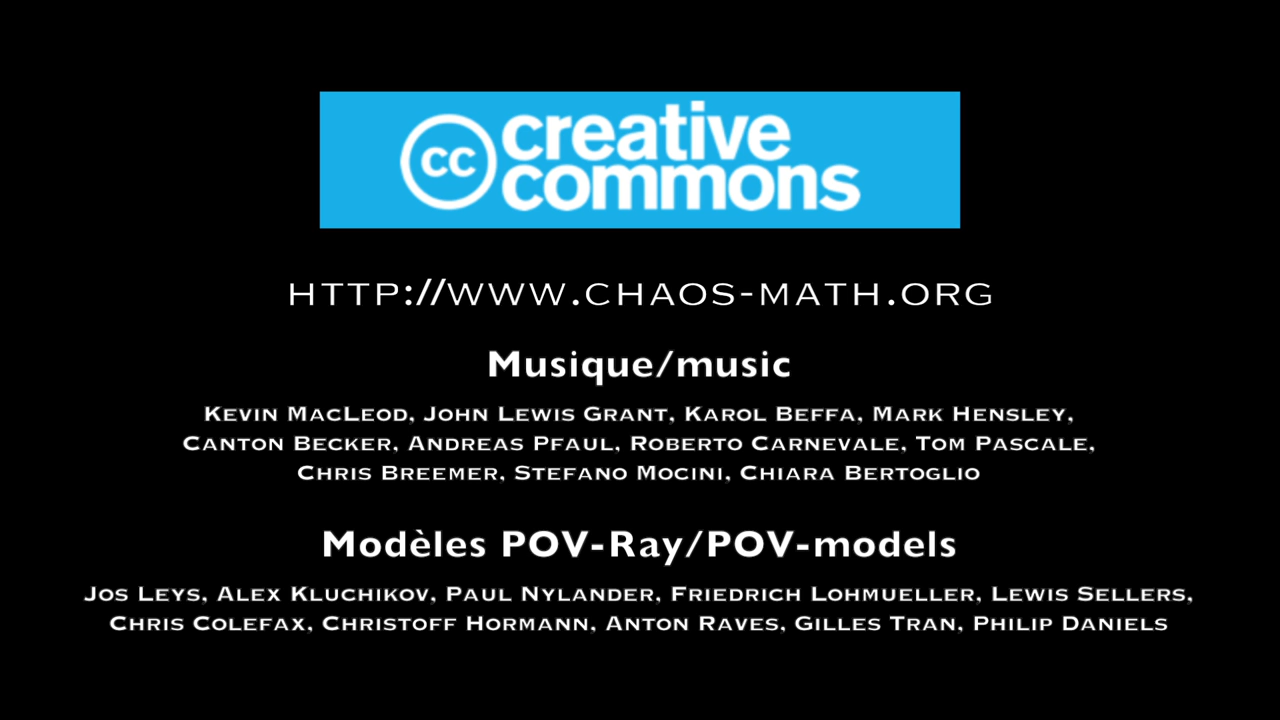 cc creative
commons
HTTP://WWW.CHAOS-MATH.ORG
Musique/music
Kevin MacLeod, John Lewis Grant, Karol Beffa, Mark Hensley,
Canton Becker, Andreas Pfaul, Roberto Carnevale, Tom Pascale,
Chris Breemer, Stefano Mocini, Chiara Bertoglio
Modèles POV-Ray/POV-models
Jos Leys, Alex Kluchikov, Paul Nylander, Friedrich Lohmueller, Lewis Sellers,
Chris Colefax, Christoff Hormann, Anton Raves, Gilles Tran, Philip Daniels